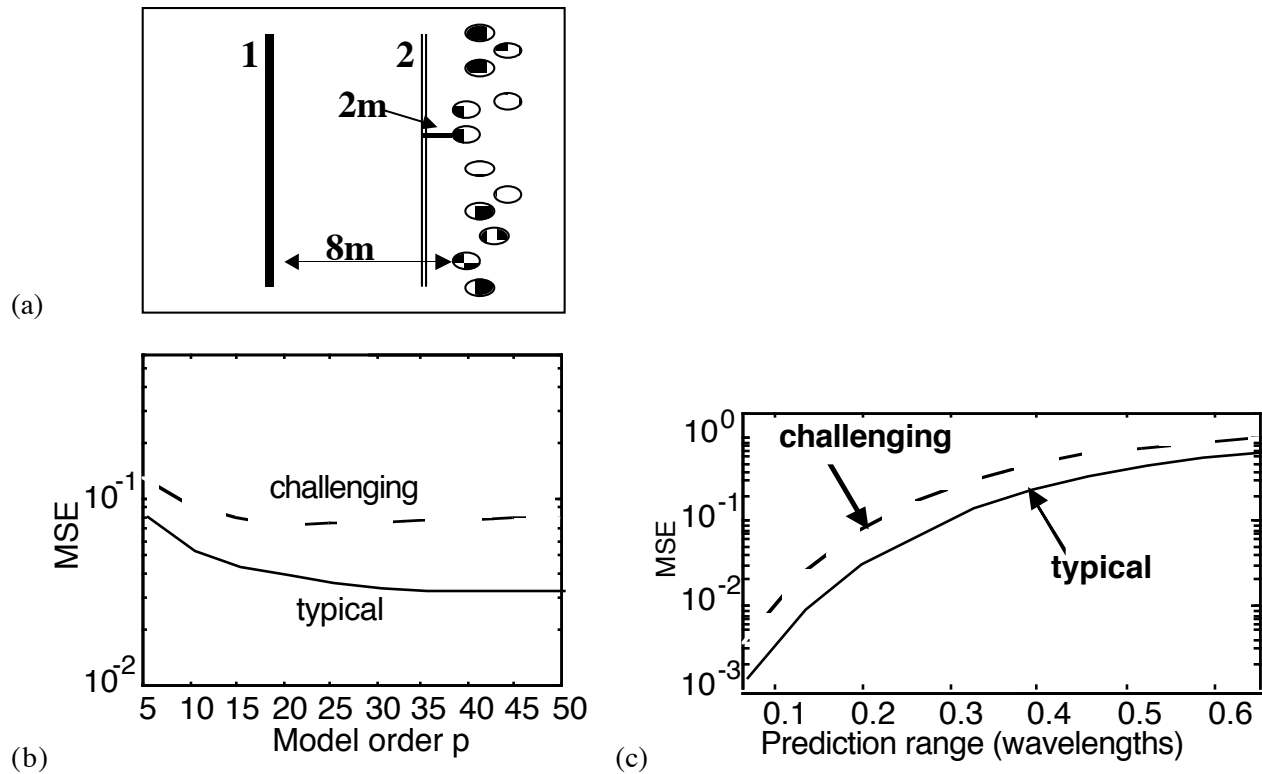 1
2
2m
8m
(a)
10^-1
challenging
MSE
typical
10^-2
5 10 15 20 25 30 35 40 45 50
Model order p
(b)
10^0
challenging
10^-1
MSE
typical
10^-2
10^-3
0.1 0.2 0.3 0.4 0.5 0.6
Prediction range (wavelengths)
(c)